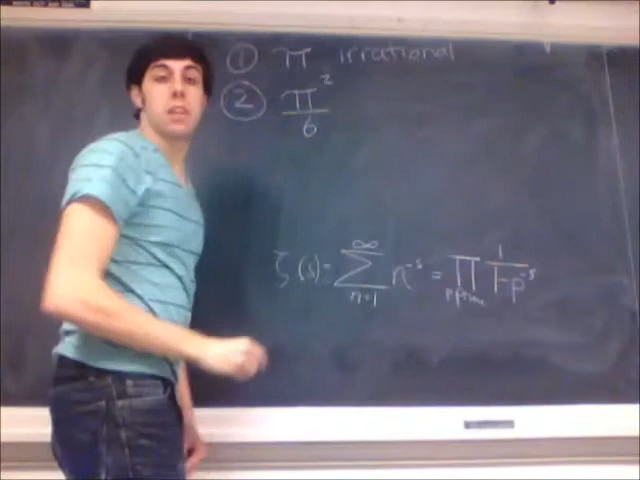 ① π irrational
② π²/6
ζ(s) = ∑_{n=1}^{∞} n^{-s} = ∏_{p prime} 1/(1-p^{-s})